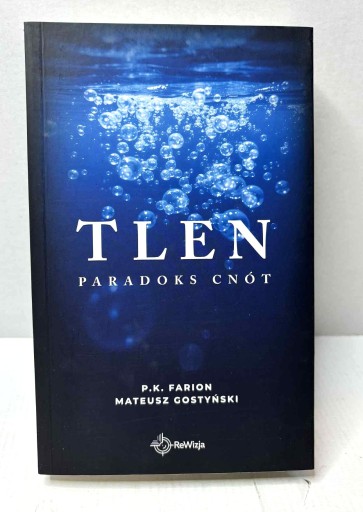 TLEN
PARADOKS CNÓT
P.K. FARION
MATEUSZ GOSTYŃSKI
ReWizja